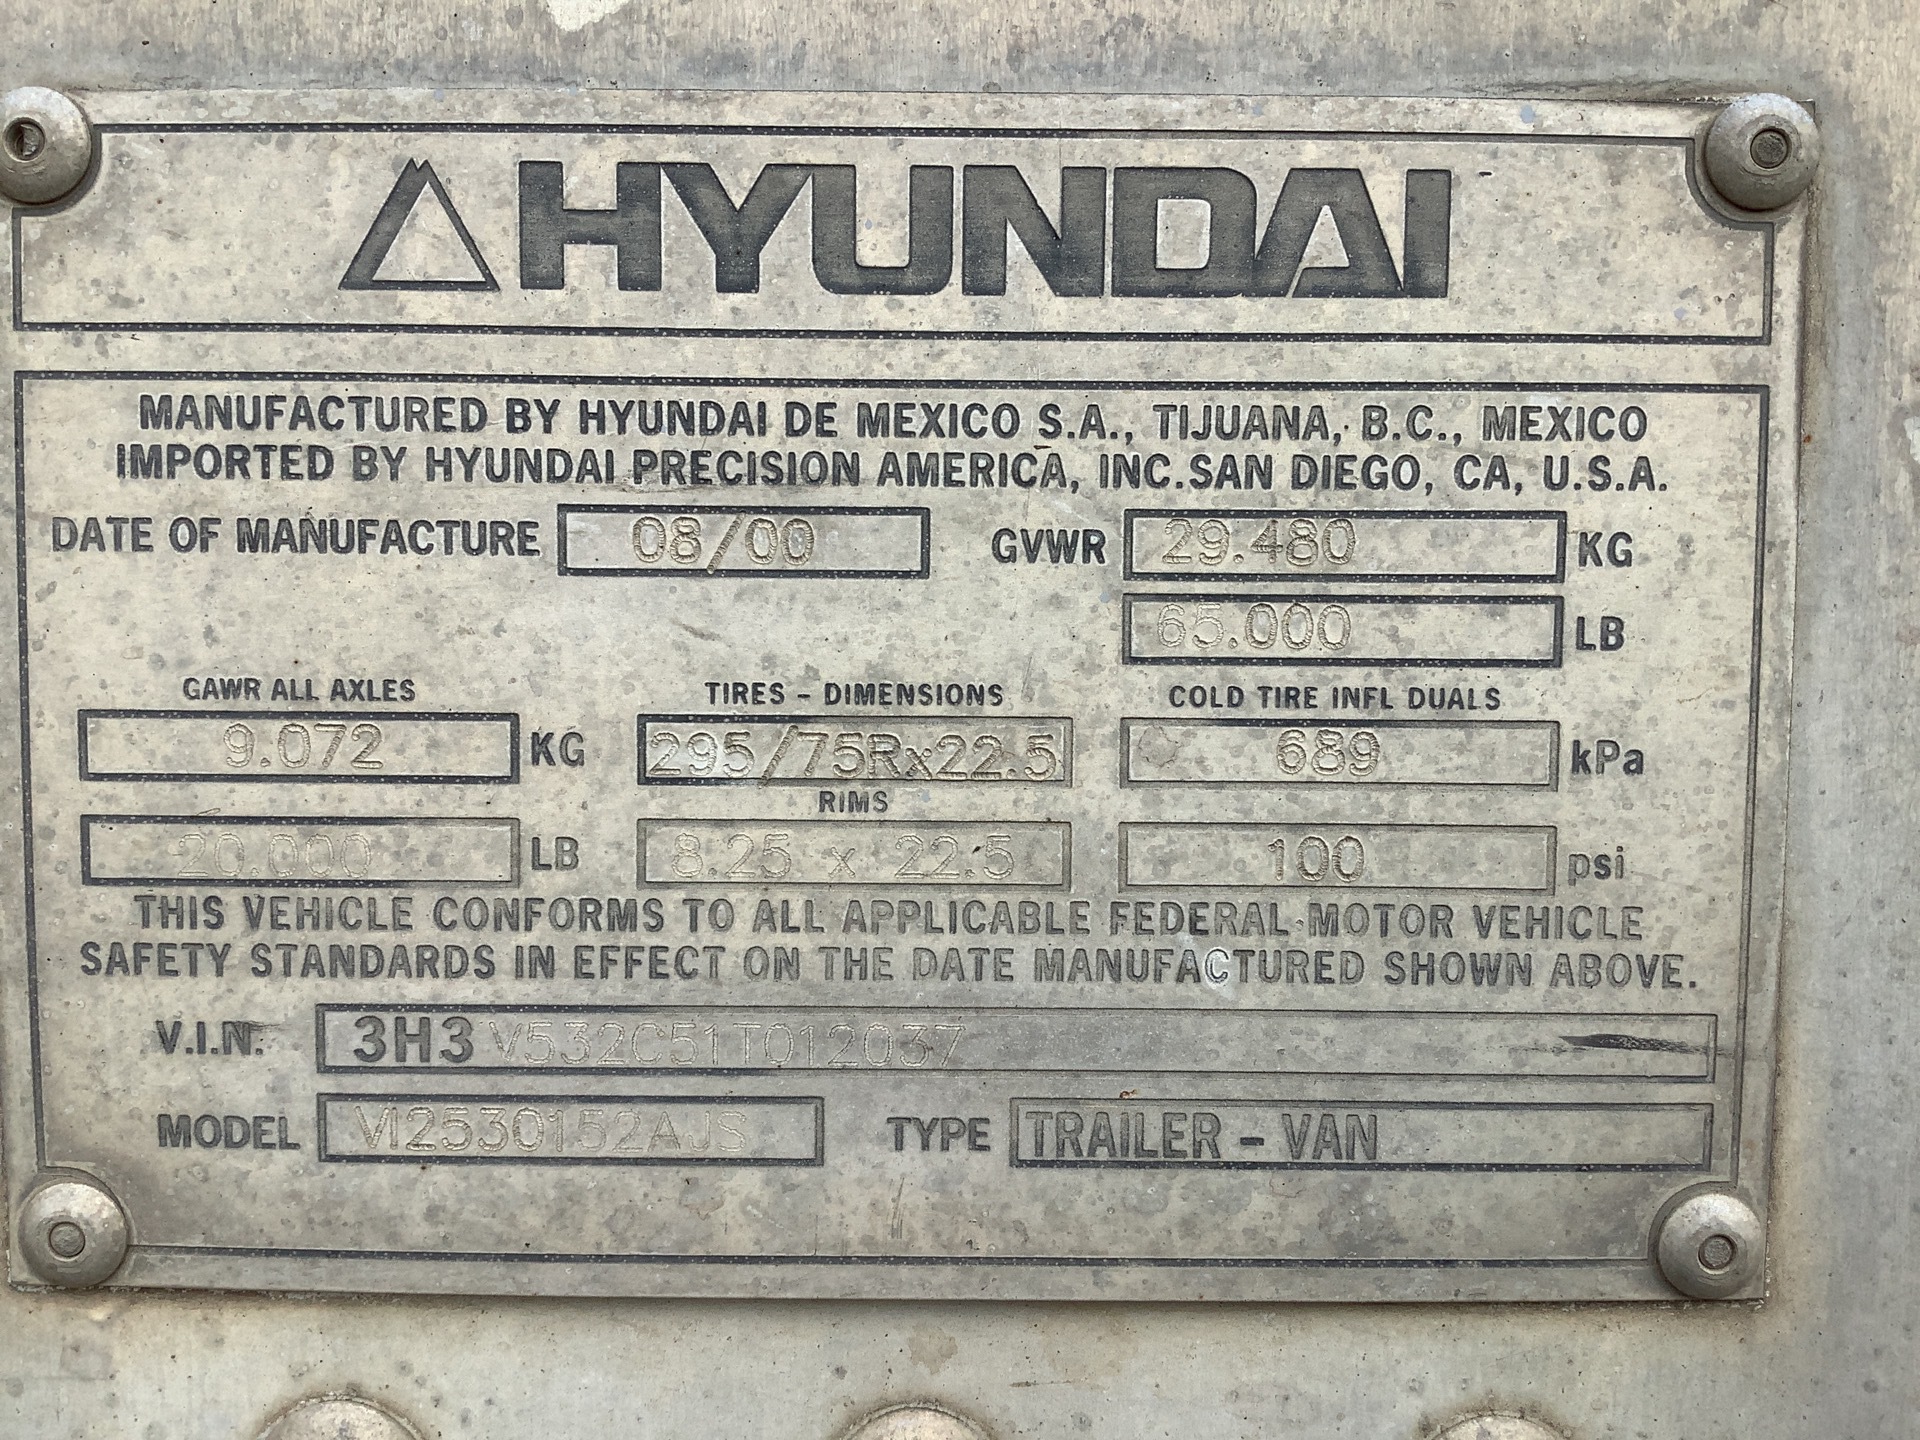 HYUNDAI
MANUFACTURED BY HYUNDAI DE MEXICO S.A., TIJUANA, B.C., MEXICO
IMPORTED BY HYUNDAI PRECISION AMERICA, INC.SAN DIEGO, CA, U.S.A.
DATE OF MANUFACTURE 08/00 GVWR 29.480 KG
65.000 LB
GAWR ALL AXLES TIRES - DIMENSIONS COLD TIRE INFL DUALS
9.072 KG 295/75Rx22.5 689 kPa
RIMS
20.000 LB 8.25 x 22.5 100 psi
THIS VEHICLE CONFORMS TO ALL APPLICABLE FEDERAL MOTOR VEHICLE
SAFETY STANDARDS IN EFFECT ON THE DATE MANUFACTURED SHOWN ABOVE.
V.I.N. 3H3V532C51T012037
MODEL VI2530152AJS TYPE TRAILER - VAN